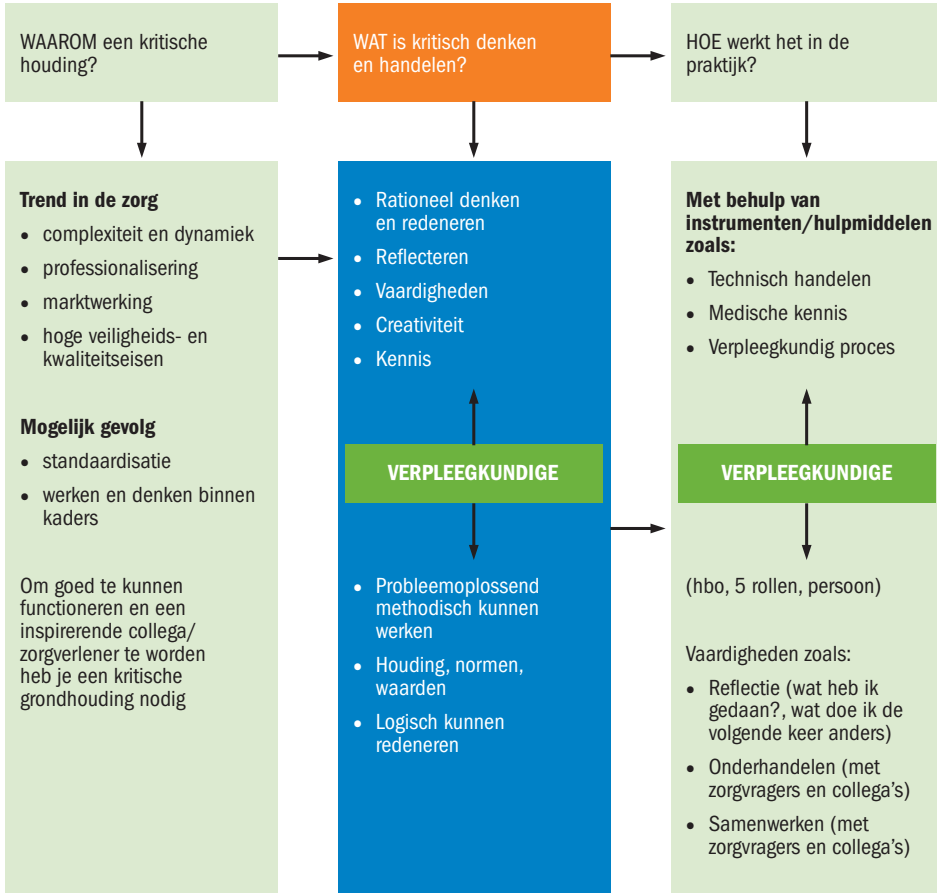 WAAROM een kritische
houding?
WAT is kritisch denken
en handelen?
HOE werkt het in de
praktijk?
Trend in de zorg
• complexiteit en dynamiek
• professionalisering
• marktwerking
• hoge veiligheids- en
kwaliteitseisen
Mogelijk gevolg
• standaardisatie
• werken en denken binnen
kaders
Om goed te kunnen
functioneren en een
inspirerende collega/
zorgverlener te worden
heb je een kritische
grondhouding nodig
• Rationeel denken
en redeneren
• Reflecteren
• Vaardigheden
• Creativiteit
• Kennis
VERPLEEGKUNDIGE
• Probleemoplossend
methodisch kunnen
werken
• Houding, normen,
waarden
• Logisch kunnen
redeneren
Met behulp van
instrumenten/hulpmiddelen
zoals:
• Technisch handelen
• Medische kennis
• Verpleegkundig proces
VERPLEEGKUNDIGE
(hbo, 5 rollen, persoon)
Vaardigheden zoals:
• Reflectie (wat heb ik
gedaan?, wat doe ik de
volgende keer anders)
• Onderhandelen (met
zorgvragers en collega's)
• Samenwerken (met
zorgvragers en collega's)